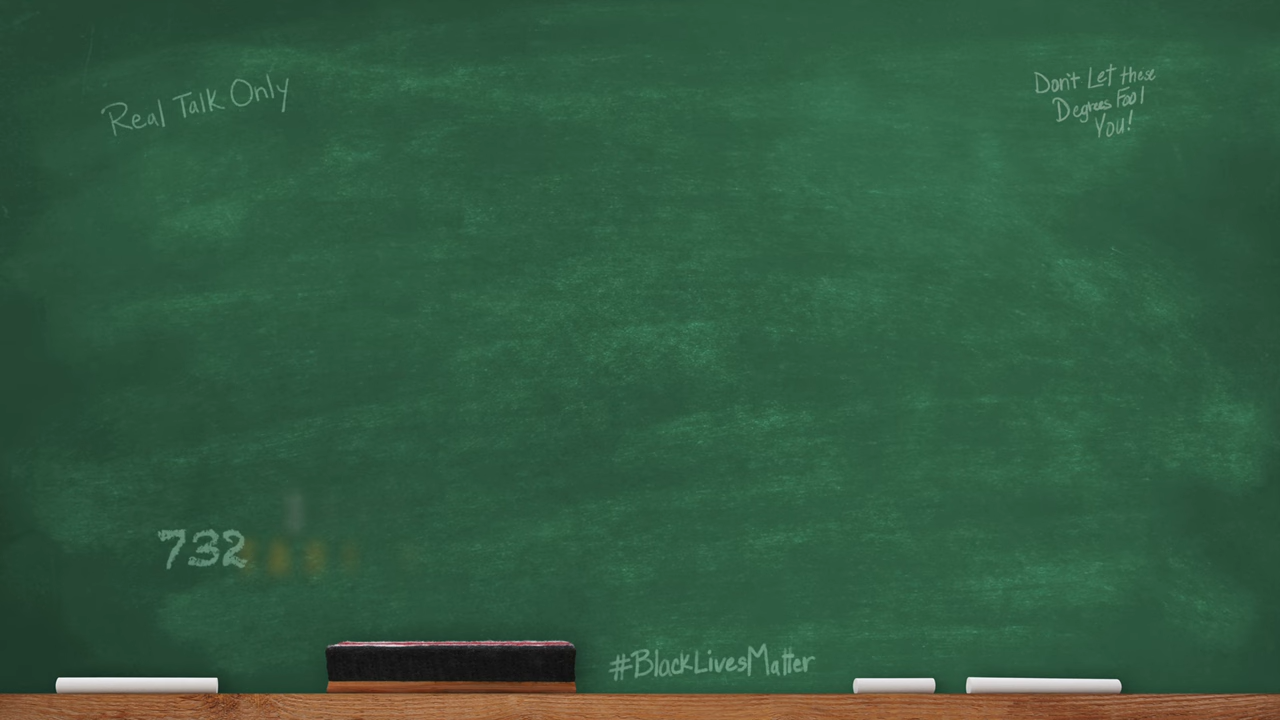 Real Talk Only
Don't Let these
Degrees Fool
You!
732
#BlackLivesMatter